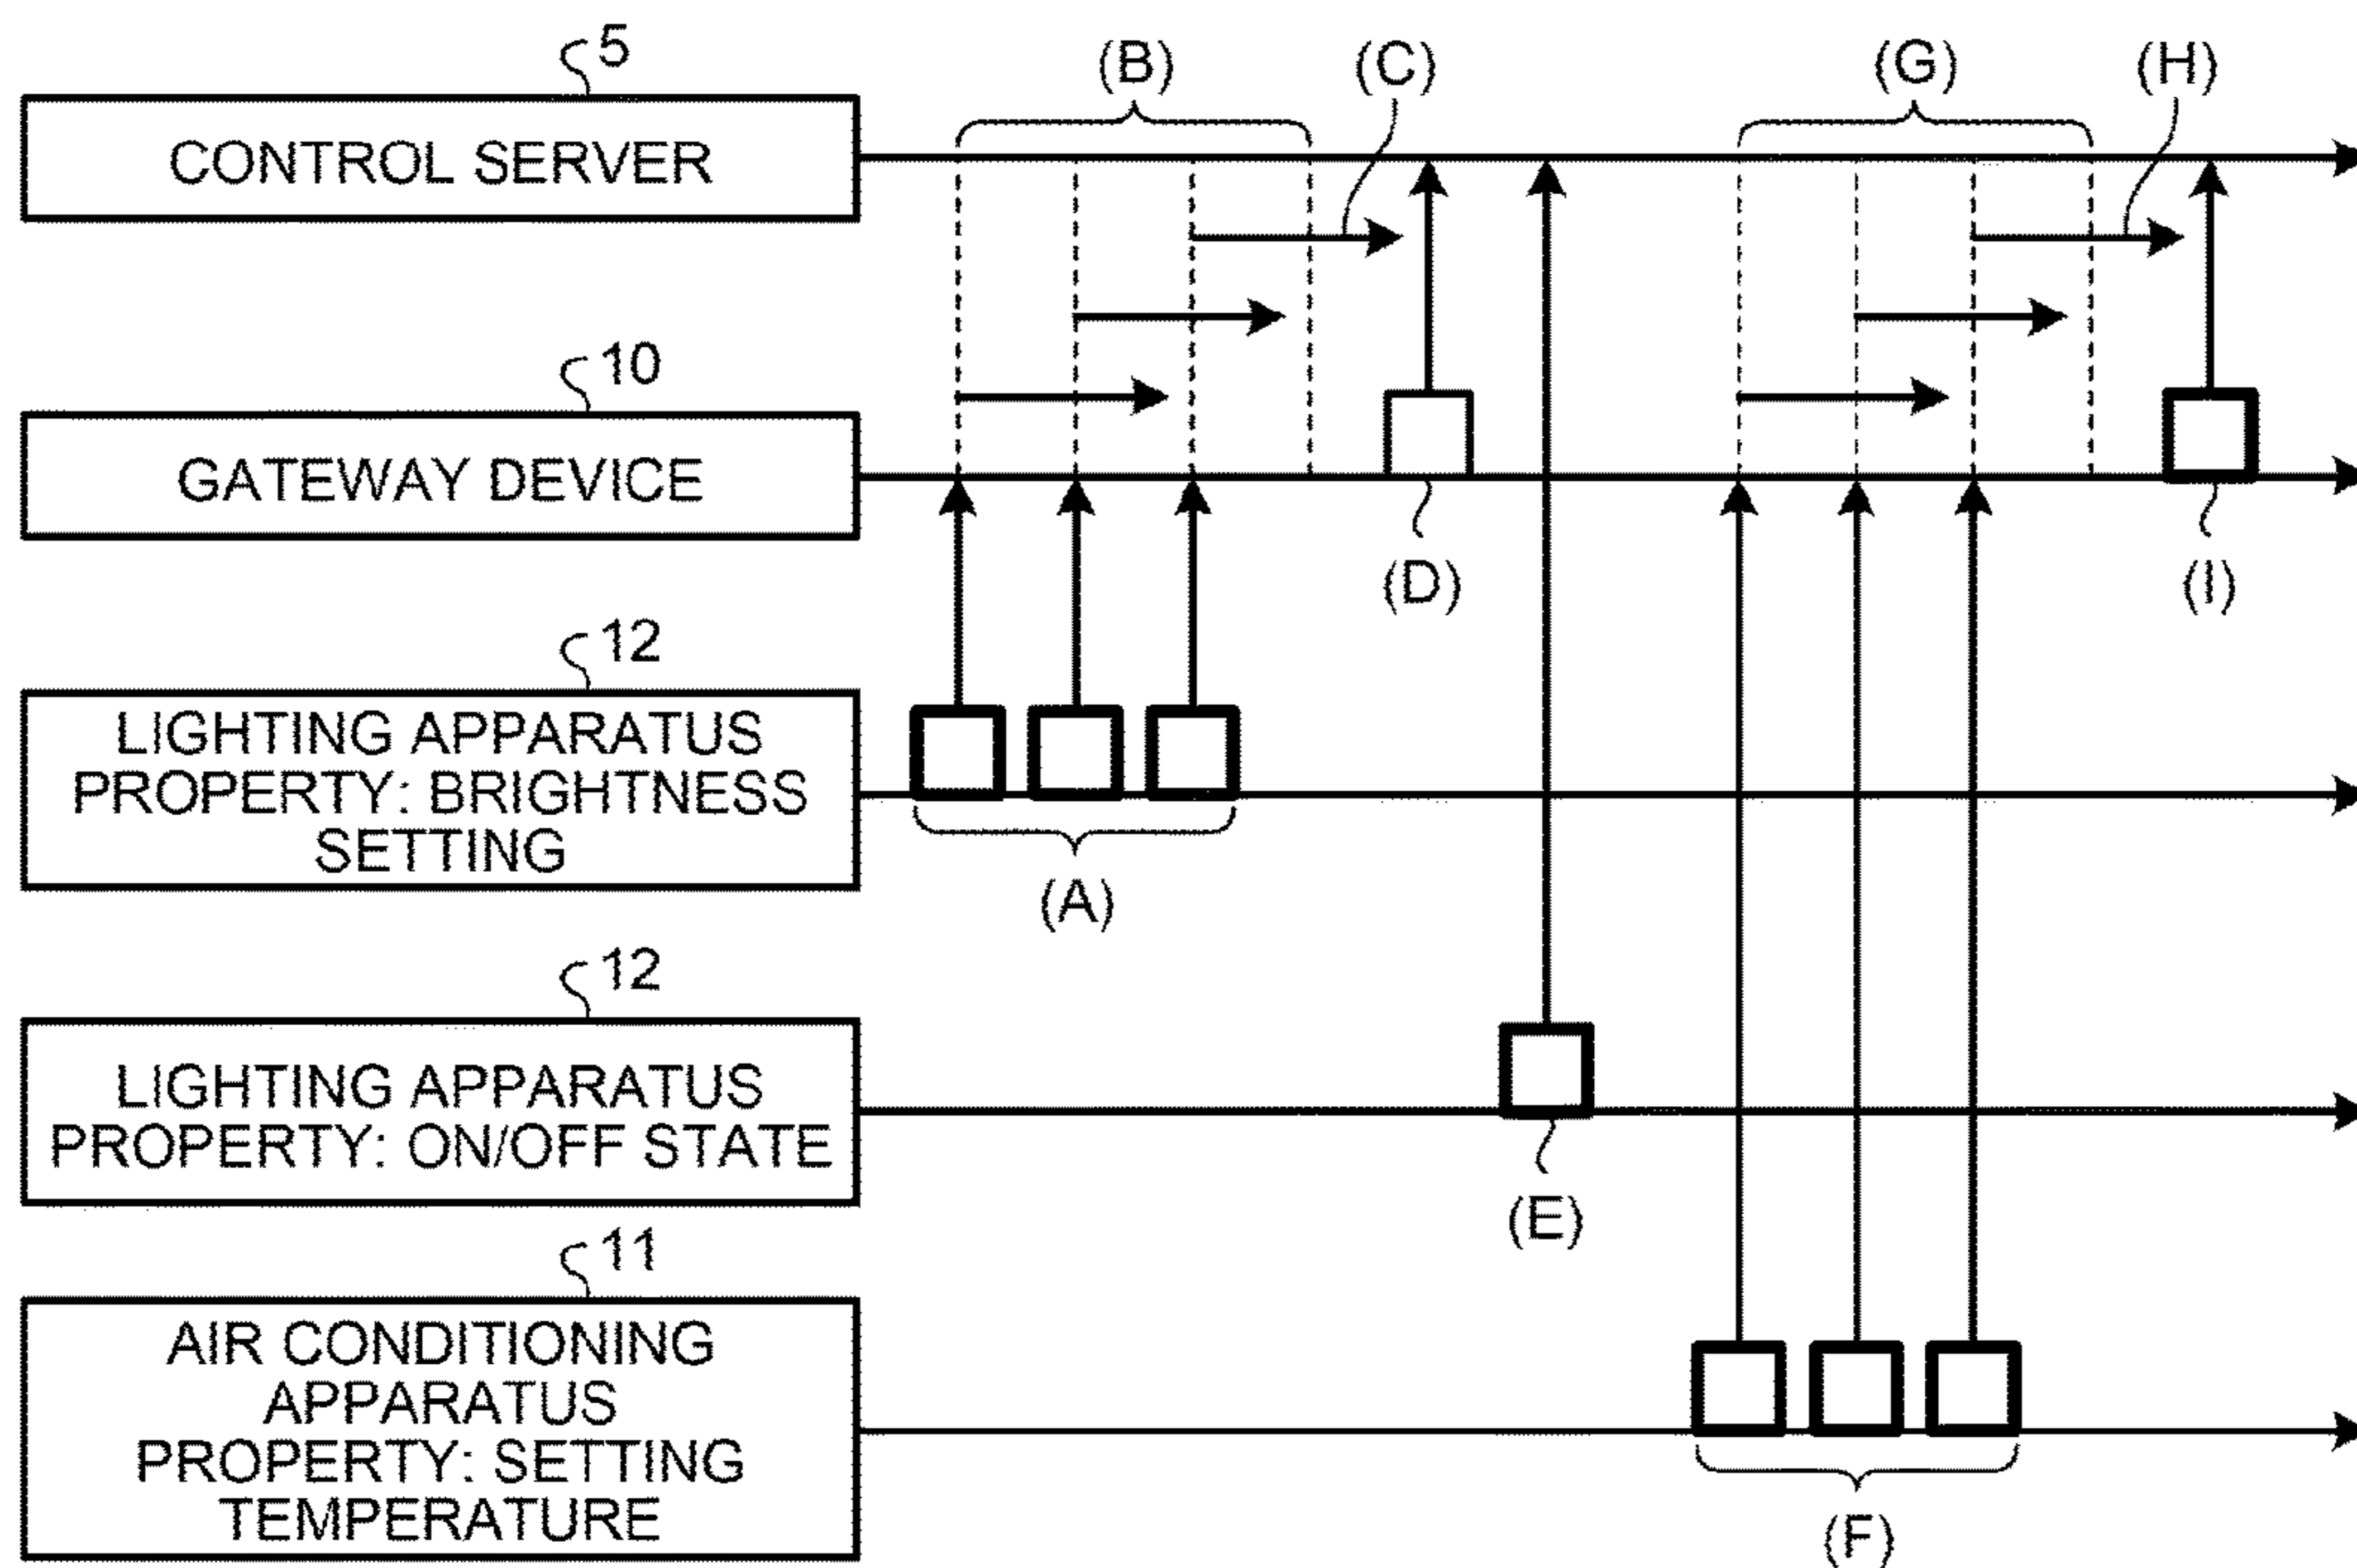 5
(B)
(C)
(G)
(H)
CONTROL SERVER
10
GATEWAY DEVICE
(D)
(I)
12
LIGHTING APPARATUS
PROPERTY: BRIGHTNESS
SETTING
(A)
12
LIGHTING APPARATUS
PROPERTY: ON/OFF STATE
(E)
11
AIR CONDITIONING
APPARATUS
PROPERTY: SETTING
TEMPERATURE
(F)